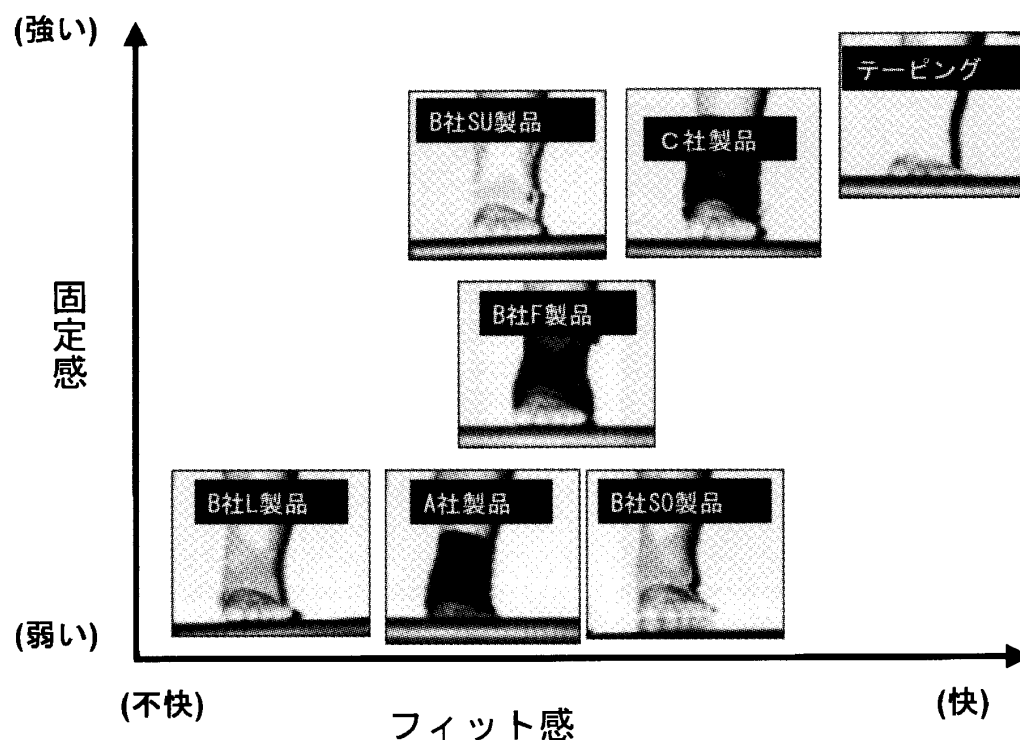 (強い)
テーピング
B社SU製品
C社製品
固定感
B社F製品
B社L製品
A社製品
B社SO製品
(弱い)
(不快)
フィット感
(快)